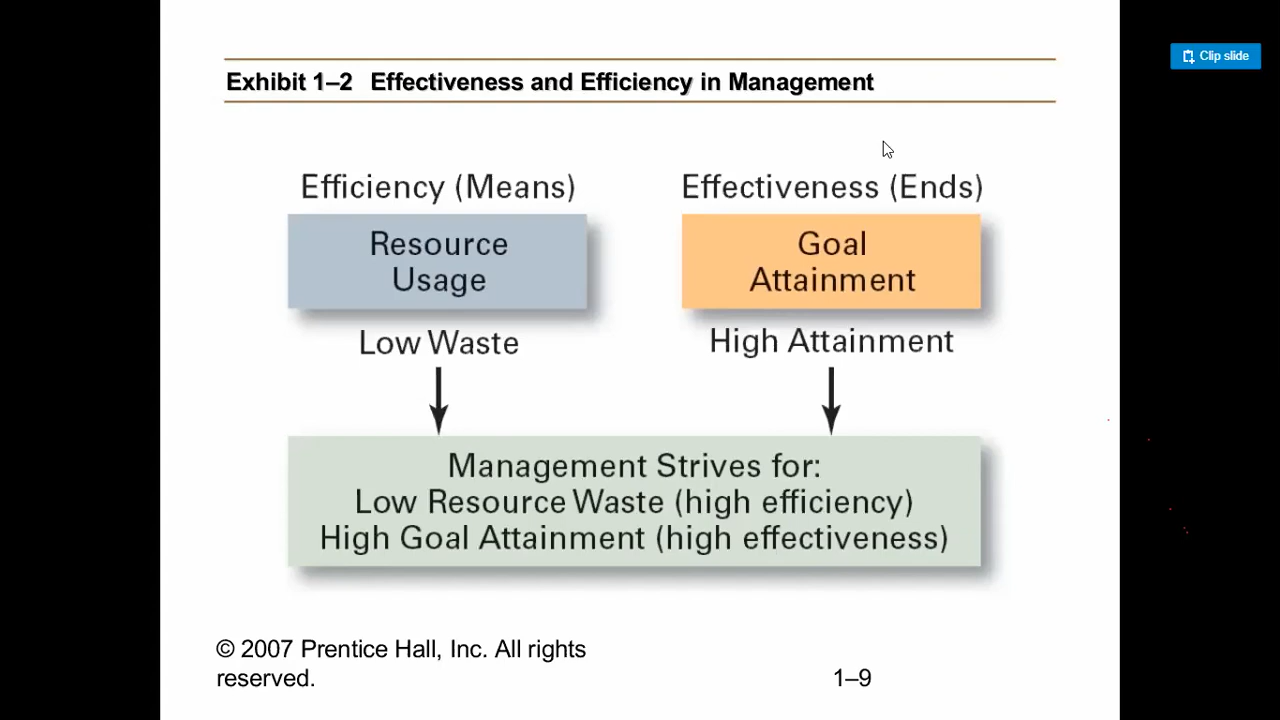 Clip slide
Exhibit 1–2 Effectiveness and Efficiency in Management
Efficiency (Means)
Resource
Usage
Low Waste
Effectiveness (Ends)
Goal
Attainment
High Attainment
Management Strives for:
Low Resource Waste (high efficiency)
High Goal Attainment (high effectiveness)
© 2007 Prentice Hall, Inc. All rights
reserved.
1–9